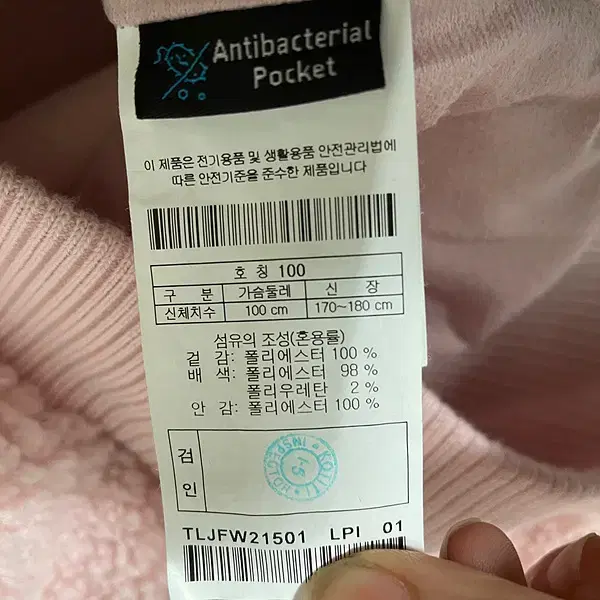 Antibacterial
Pocket
이 제품은 전기용품 및 생활용품 안전관리법에
따른 안전기준을 준수한 제품입니다
호 칭 100
구 분 가슴둘레 신 장
신체치수 100 cm 170~180 cm
섬유의 조성(혼용률)
겉 감: 폴리에스터 100 %
배 색: 폴리에스터 98 %
폴리우레탄 2 %
안 감: 폴리에스터 100 %
검
인
KOTITI
INSPECTION
I-5
TLJFW21501 LPI 01